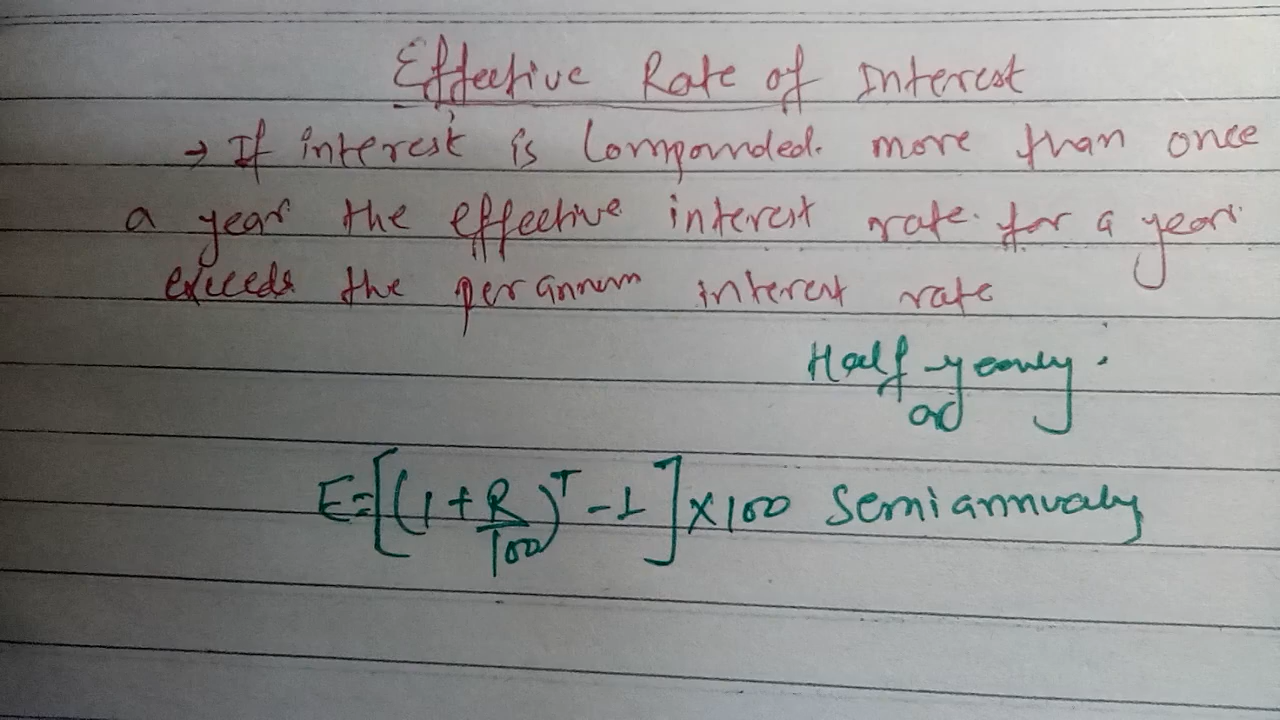 Effective Rate of Interest
→ If interest is Compounded. more than once
a year the effective interest rate for a year
exceeds the per annum interest rate
Half yearly
E=[(1+R/100)^T -1]×100 Semiannualy